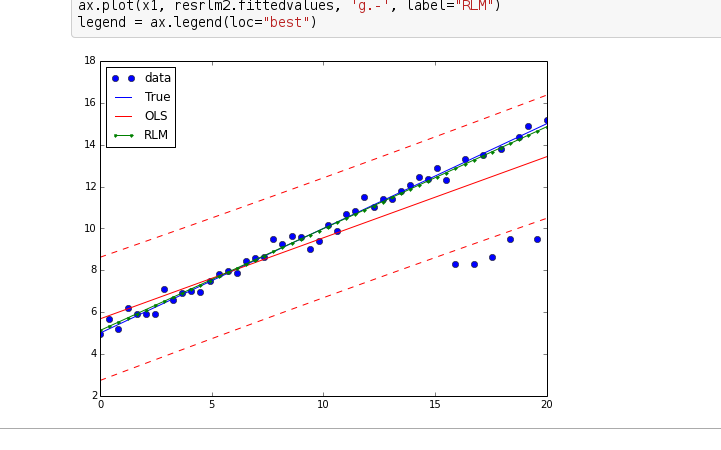 ax.plot(x1, resrlm2.fittedvalues, 'g.-', label="RLM")
legend = ax.legend(loc="best")
18
16
14
12
10
8
6
4
2
data
True
OLS
RLM
0
5
10
15
20